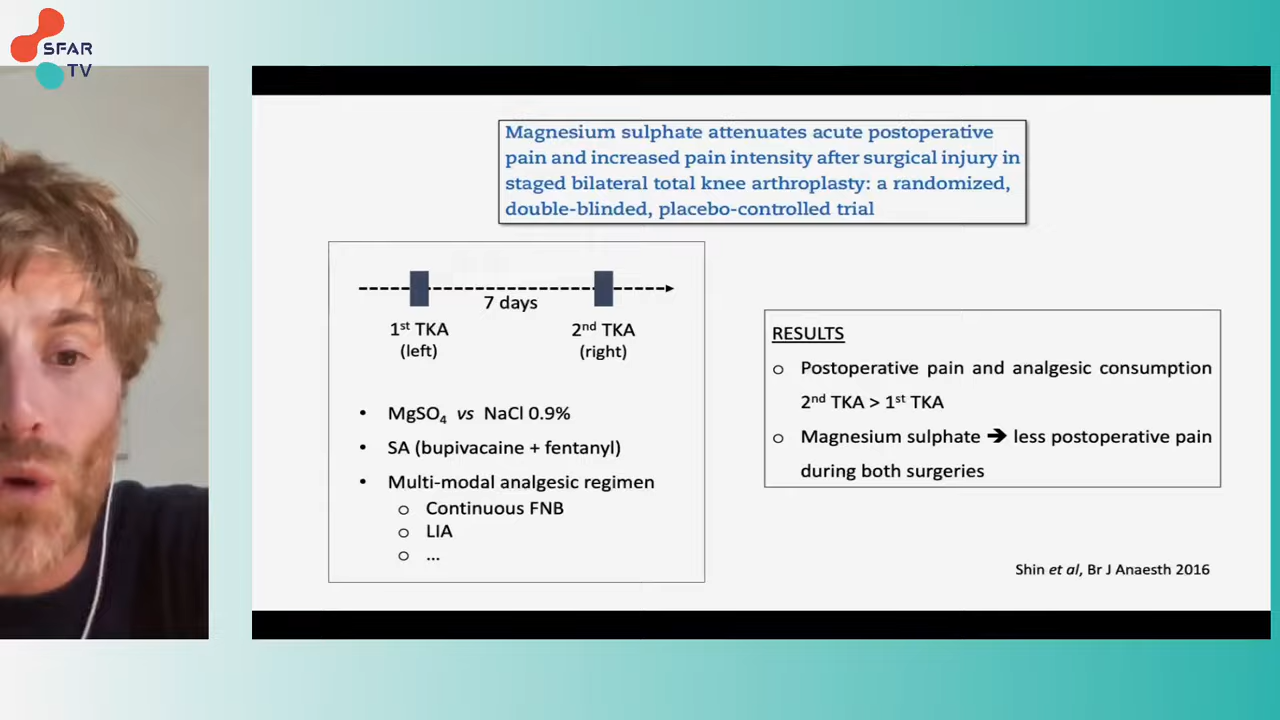 SFAR
TV
Magnesium sulphate attenuates acute postoperative
pain and increased pain intensity after surgical injury in
staged bilateral total knee arthroplasty: a randomized,
double-blinded, placebo-controlled trial
7 days
1st TKA
(left)
2nd TKA
(right)
• MgSO₄ vs NaCl 0.9%
• SA (bupivacaine + fentanyl)
• Multi-modal analgesic regimen
o Continuous FNB
o LIA
o ...
RESULTS
o Postoperative pain and analgesic consumption
2nd TKA > 1st TKA
o Magnesium sulphate ➔ less postoperative pain
during both surgeries
Shin et al, Br J Anaesth 2016